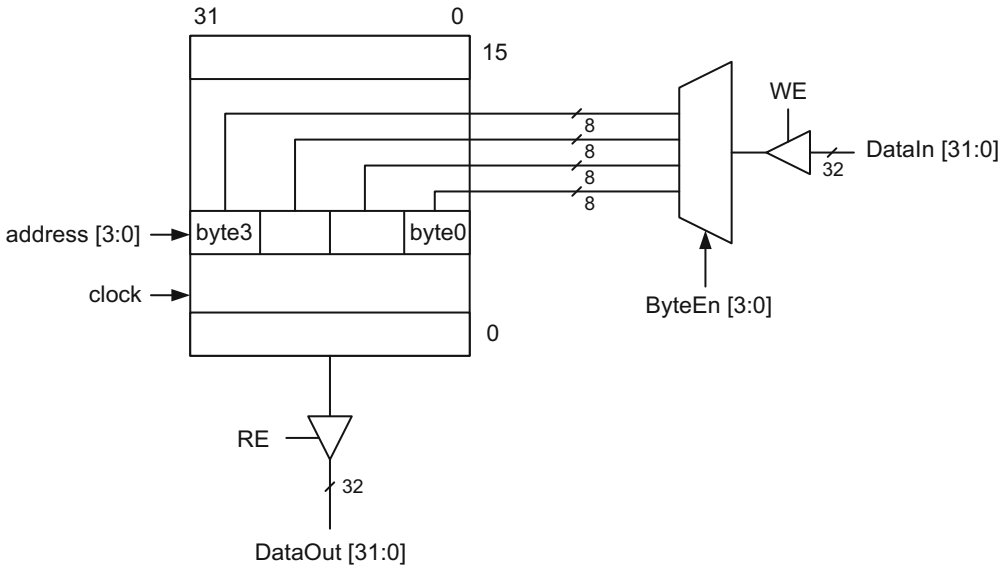 31 0
15
WE
8
DataIn [31:0]
8
32
8
8
address [3:0]
byte3 byte0
clock
ByteEn [3:0]
0
RE
32
DataOut [31:0]